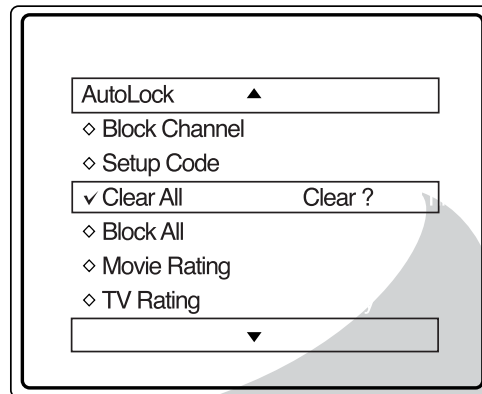 AutoLock ▲
◇ Block Channel
◇ Setup Code
✓ Clear All Clear ?
◇ Block All
◇ Movie Rating
◇ TV Rating
▼